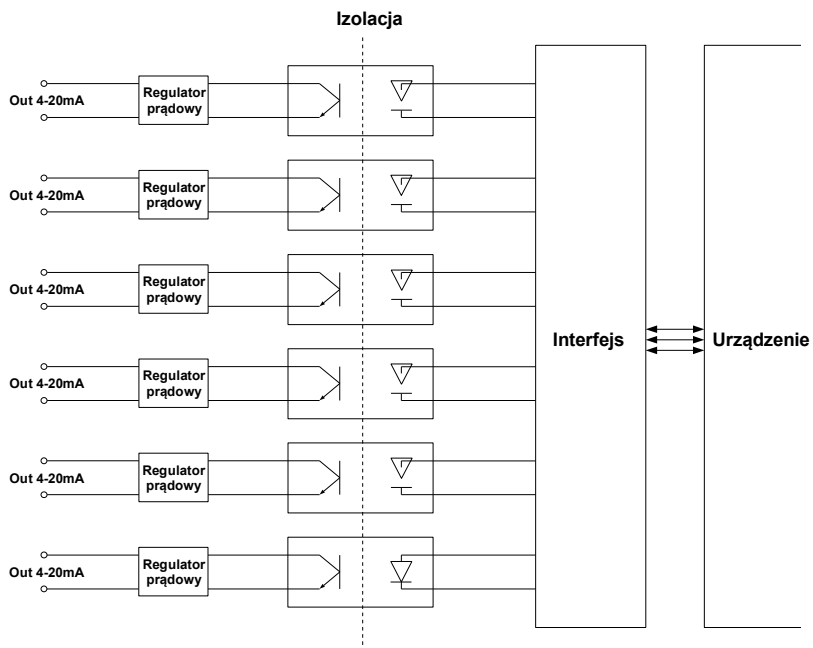 Izolacja
Out 4-20mA
Regulator
prądowy
Out 4-20mA
Regulator
prądowy
Out 4-20mA
Regulator
prądowy
Interfejs
Urządzenie
Out 4-20mA
Regulator
prądowy
Out 4-20mA
Regulator
prądowy
Out 4-20mA
Regulator
prądowy